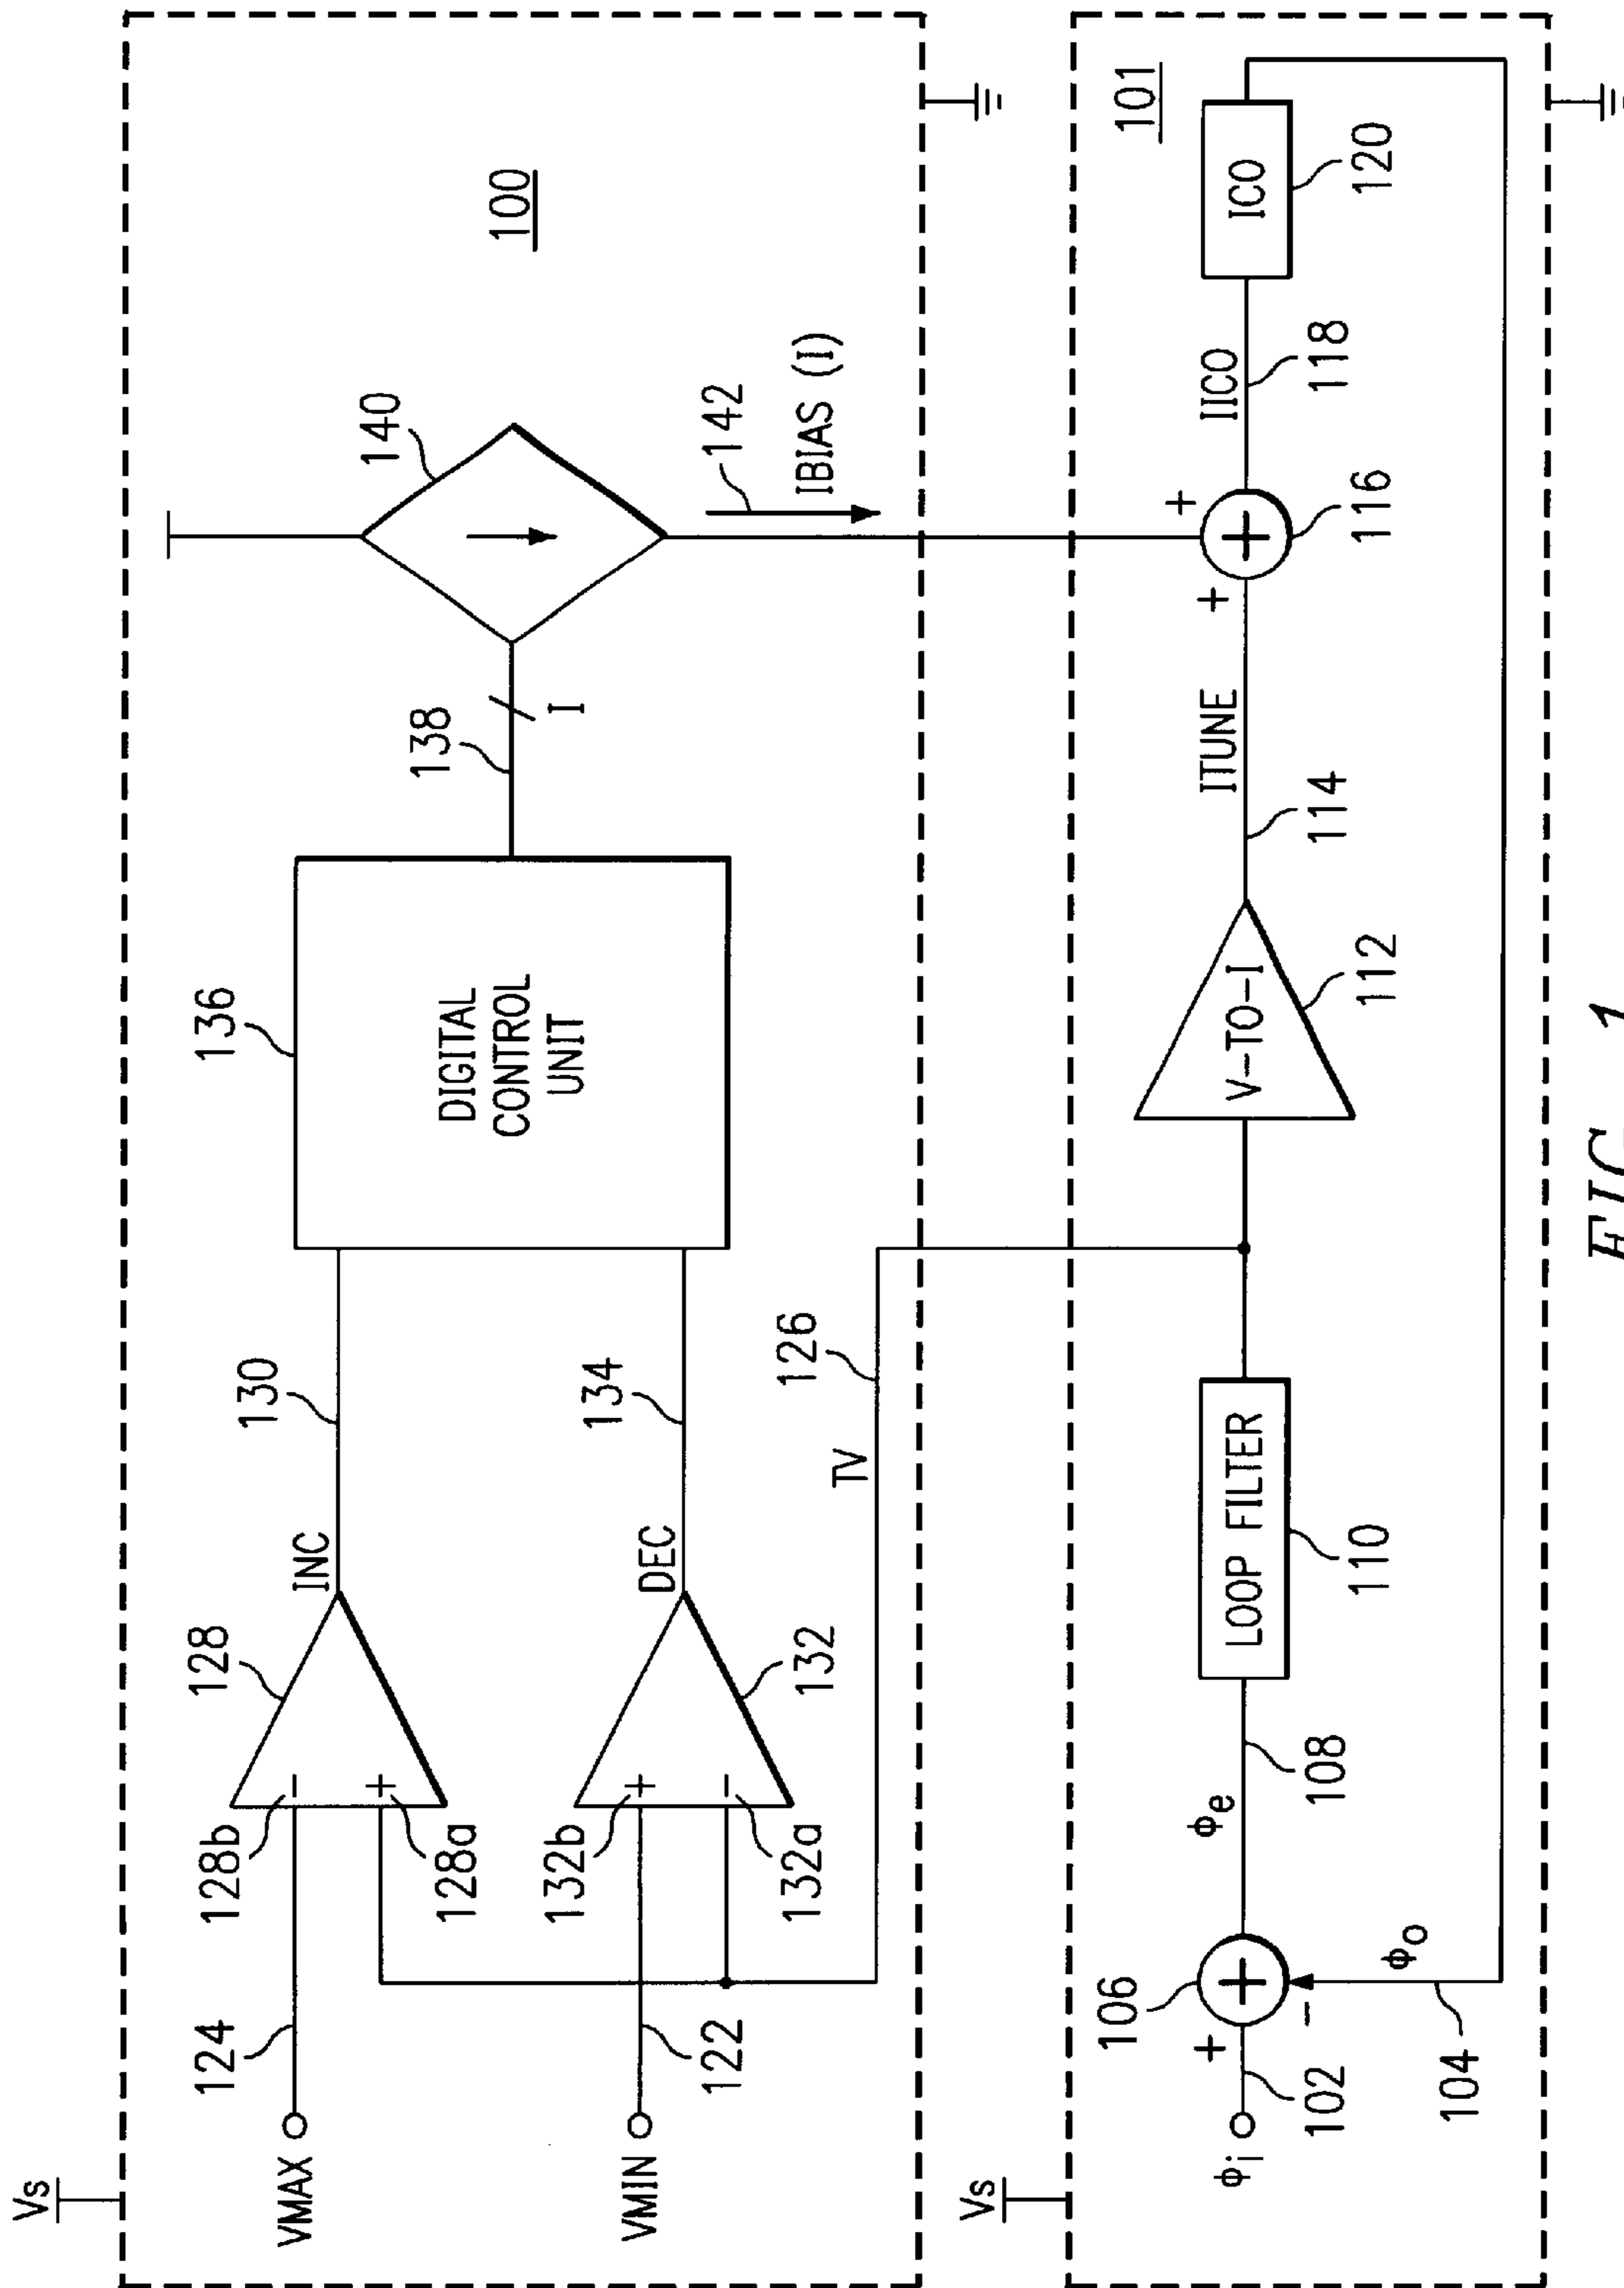 Vs
100
VMAX
124
128b
-
+
128a
128
INC
130
136
DIGITAL
CONTROL
UNIT
138
I
140
142
IBIAS (I)
VMIN
122
132b
+
-
132a
132
DEC
134
TV
126
Vs
101
ϕi
102
+
-
106
ϕo
104
ϕe
108
LOOP FILTER
110
V-TO-I
112
ITUNE
114
+
+
116
IICO
118
ICO
120
FIG. 1